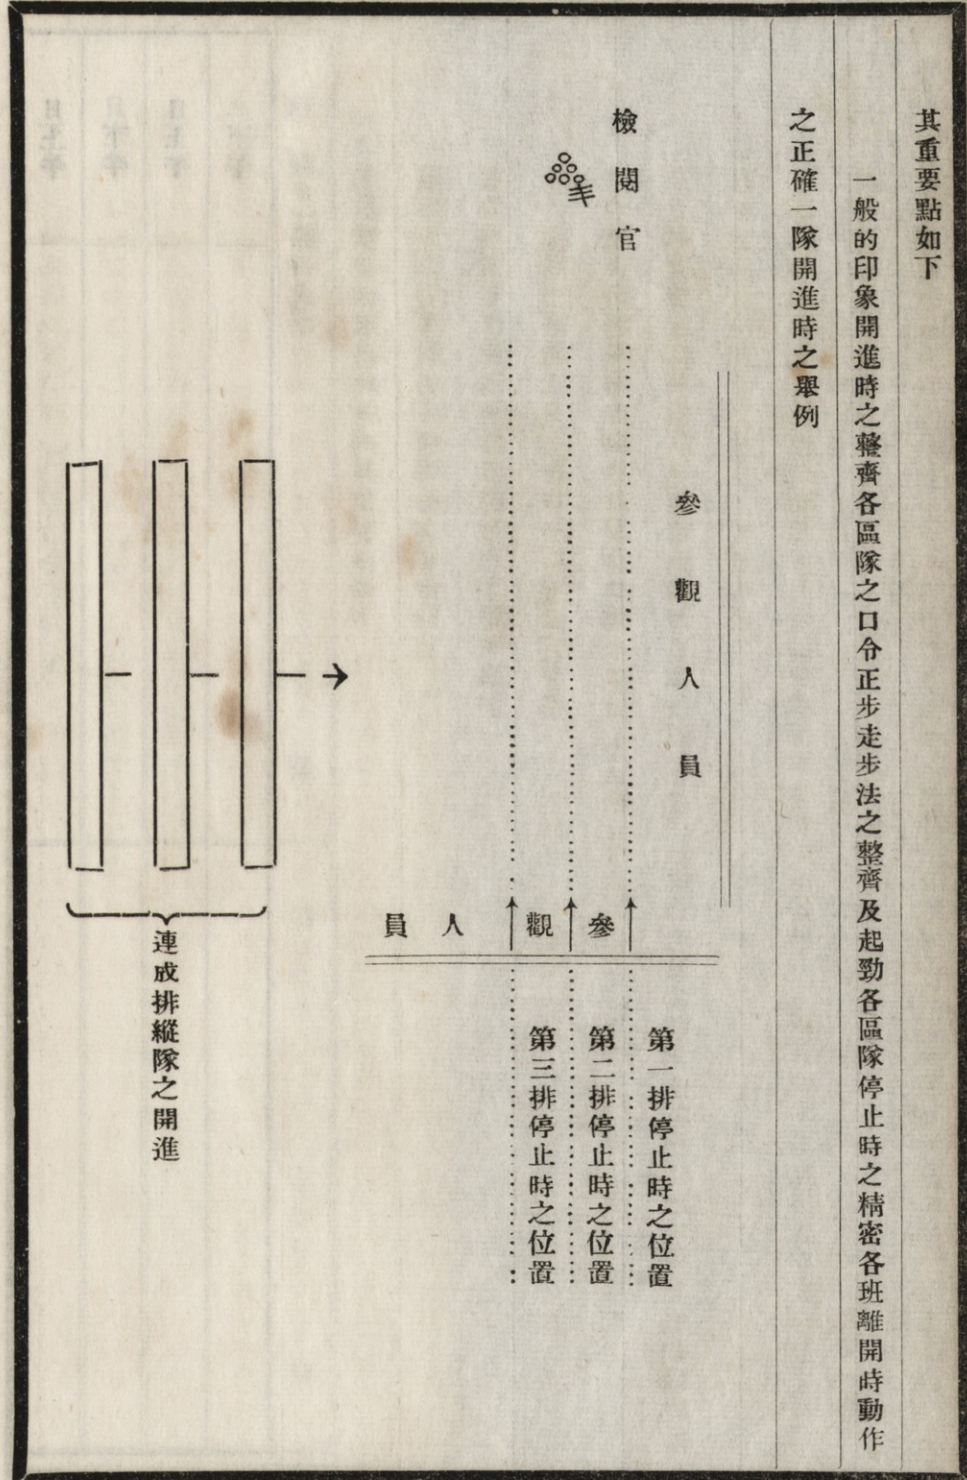 其重要點如下
一般的印象開進時之整齊各區隊之口令正步走步法之整齊及起勁各區隊停止時之精密各班離開時動作
之正確一隊開進時之舉例
參觀人員
檢閱官
第一排停止時之位置
第二排停止時之位置
第三排停止時之位置
參觀人員
連成排縱隊之開進